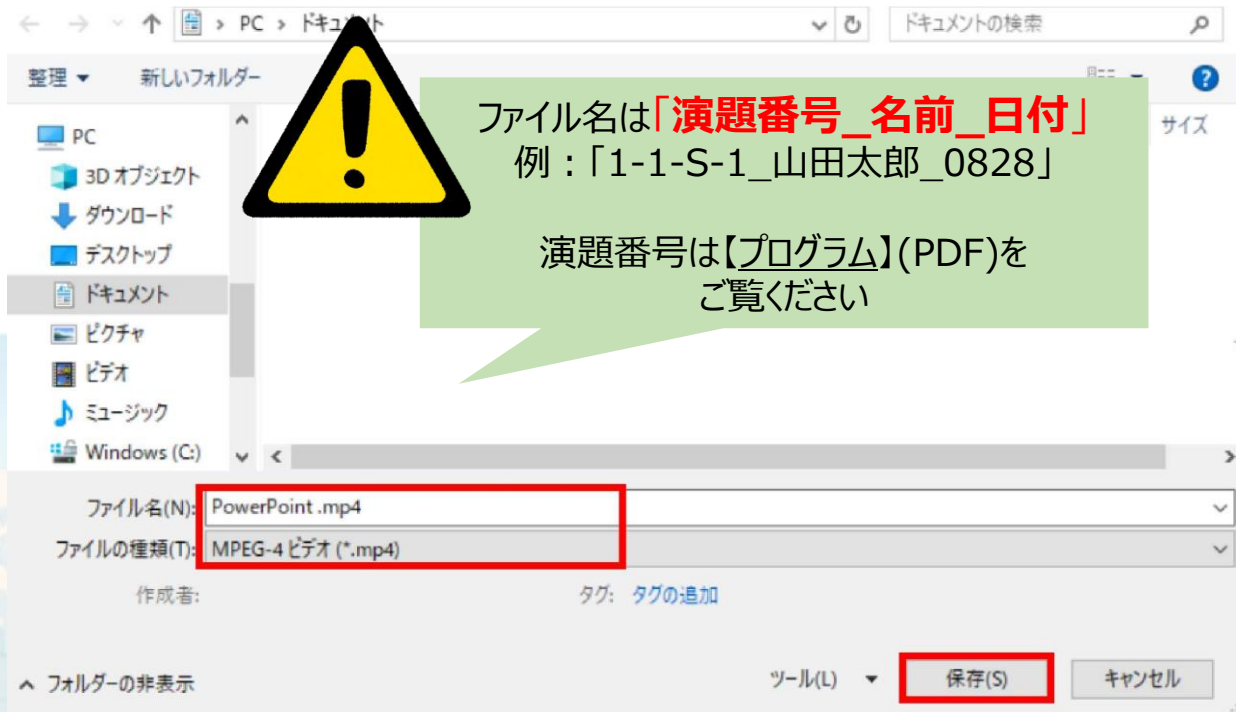 PC > ドキュメント
ドキュメントの検索
整理 新しいフォルダー
ファイル名は「演題番号_名前_日付」
例：「1-1-S-1_山田太郎_0828」
演題番号は【プログラム】(PDF)を
ご覧ください
サイズ
PC
3D オブジェクト
ダウンロード
デスクトップ
ドキュメント
ピクチャ
ビデオ
ミュージック
Windows (C:)
ファイル名(N): PowerPoint .mp4
ファイルの種類(T): MPEG-4 ビデオ (*.mp4)
作成者: タグ: タグの追加
フォルダーの非表示 ツール(L) 保存(S) キャンセル